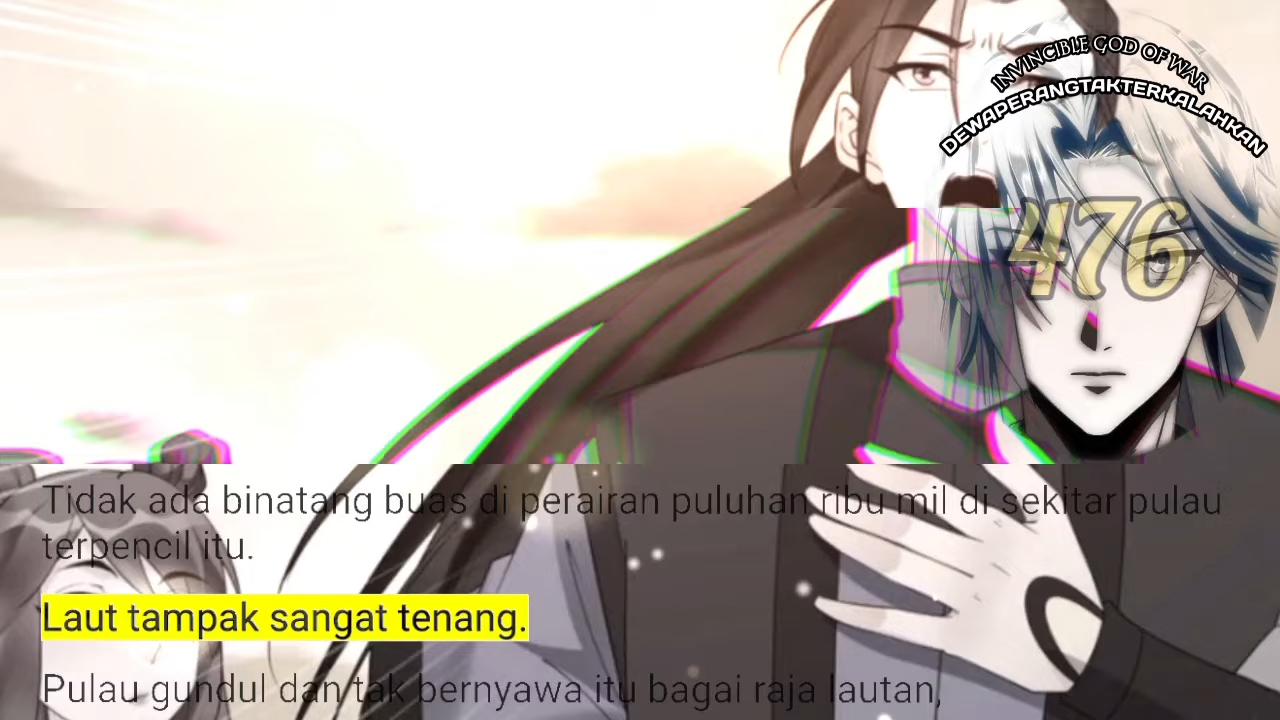 INVINCIBLE GOD OF WAR
DEWAPERANGTAKTERKALAHKAN
476
Tidak ada binatang buas di perairan puluhan ribu mil di sekitar pulau
terpencil itu.
Laut tampak sangat tenang.
Pulau gundul dan tak bernyawa itu bagai raja lautan,